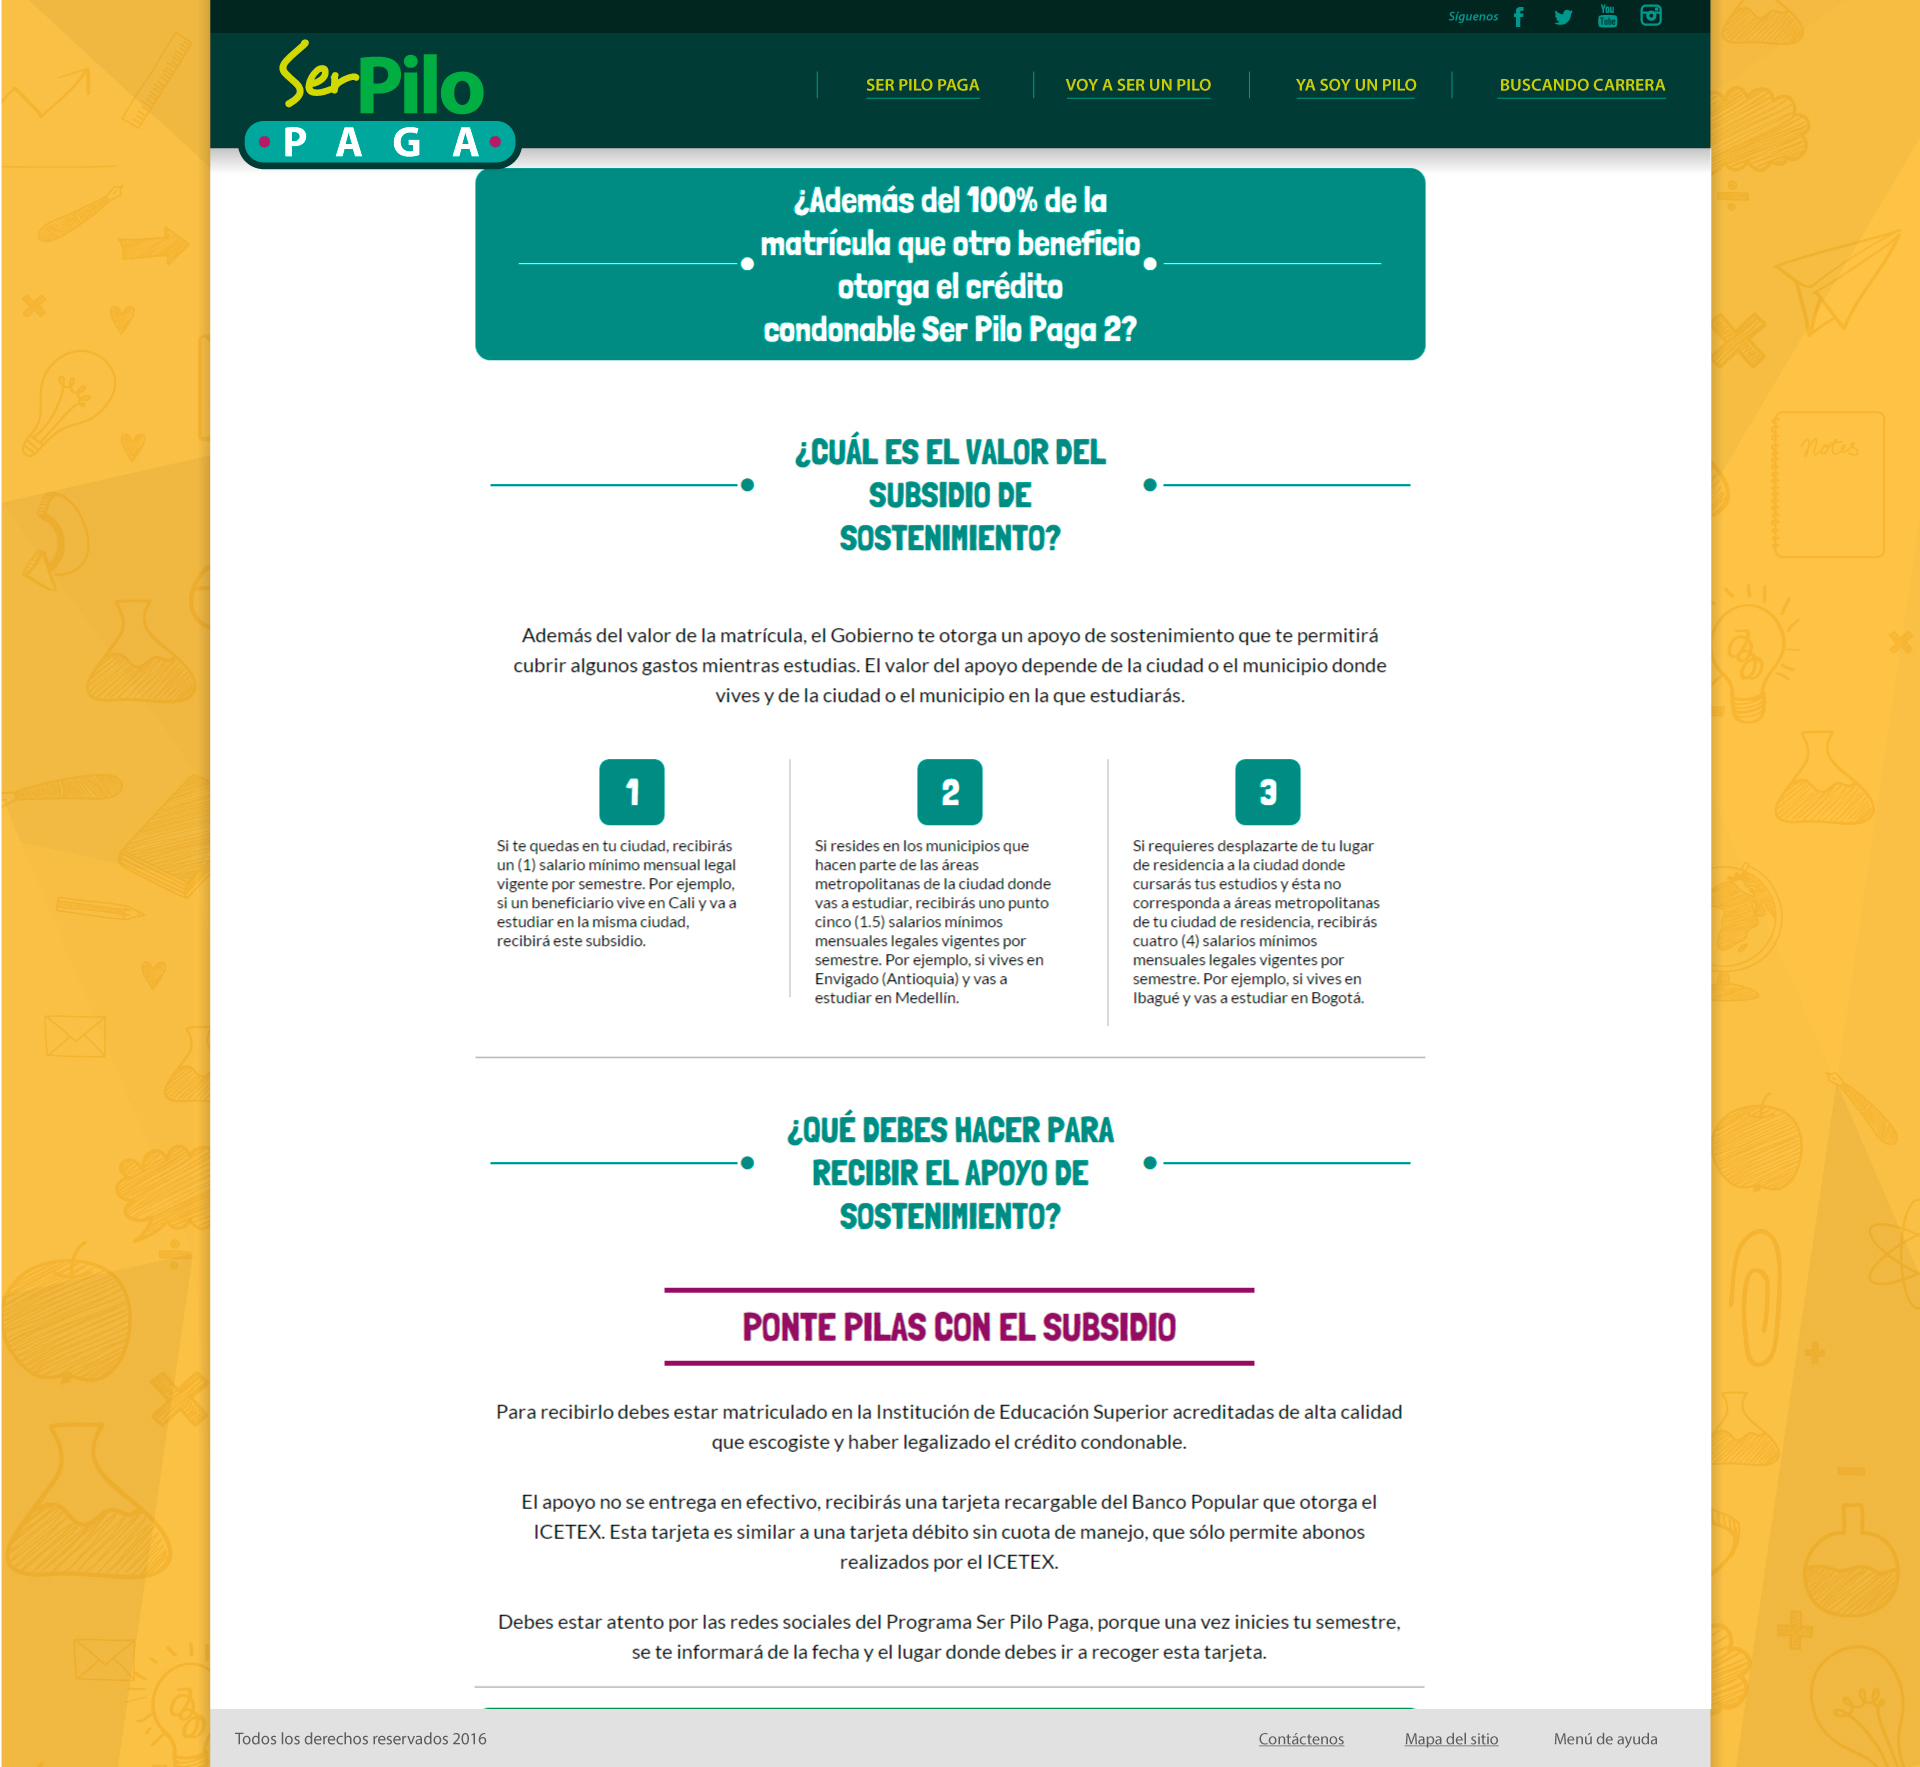 Síguenos
You
Tube
Ser Pilo
PAGA
SER PILO PAGA
VOY A SER UN PILO
YA SOY UN PILO
BUSCANDO CARRERA
¿Además del 100% de la
matrícula que otro beneficio
otorga el crédito
condonable Ser Pilo Paga 2?
¿CUÁL ES EL VALOR DEL
SUBSIDIO DE
SOSTENIMIENTO?
Notes
Además del valor de la matrícula, el Gobierno te otorga un apoyo de sostenimiento que te permitirá
cubrir algunos gastos mientras estudias. El valor del apoyo depende de la ciudad o el municipio donde
vives y de la ciudad o el municipio en la que estudiarás.
1
Si te quedas en tu ciudad, recibirás
un (1) salario mínimo mensual legal
vigente por semestre. Por ejemplo,
si un beneficiario vive en Cali y va a
estudiar en la misma ciudad,
recibirá este subsidio.
2
Si resides en los municipios que
hacen parte de las áreas
metropolitanas de la ciudad donde
vas a estudiar, recibirás uno punto
cinco (1.5) salarios mínimos
mensuales legales vigentes por
semestre. Por ejemplo, si vives en
Envigado (Antioquia) y vas a
estudiar en Medellín.
3
Si requieres desplazarte de tu lugar
de residencia a la ciudad donde
cursarás tus estudios y ésta no
corresponda a áreas metropolitanas
de tu ciudad de residencia, recibirás
cuatro (4) salarios mínimos
mensuales legales vigentes por
semestre. Por ejemplo, si vives en
Ibagué y vas a estudiar en Bogotá.
¿QUÉ DEBES HACER PARA
RECIBIR EL APOYO DE
SOSTENIMIENTO?
PONTE PILAS CON EL SUBSIDIO
Para recibirlo debes estar matriculado en la Institución de Educación Superior acreditadas de alta calidad
que escogiste y haber legalizado el crédito condonable.
El apoyo no se entrega en efectivo, recibirás una tarjeta recargable del Banco Popular que otorga el
ICETEX. Esta tarjeta es similar a una tarjeta débito sin cuota de manejo, que sólo permite abonos
realizados por el ICETEX.
Debes estar atento por las redes sociales del Programa Ser Pilo Paga, porque una vez inicies tu semestre,
se te informará de la fecha y el lugar donde debes ir a recoger esta tarjeta.
Todos los derechos reservados 2016
Contáctenos
Mapa del sitio
Menú de ayuda